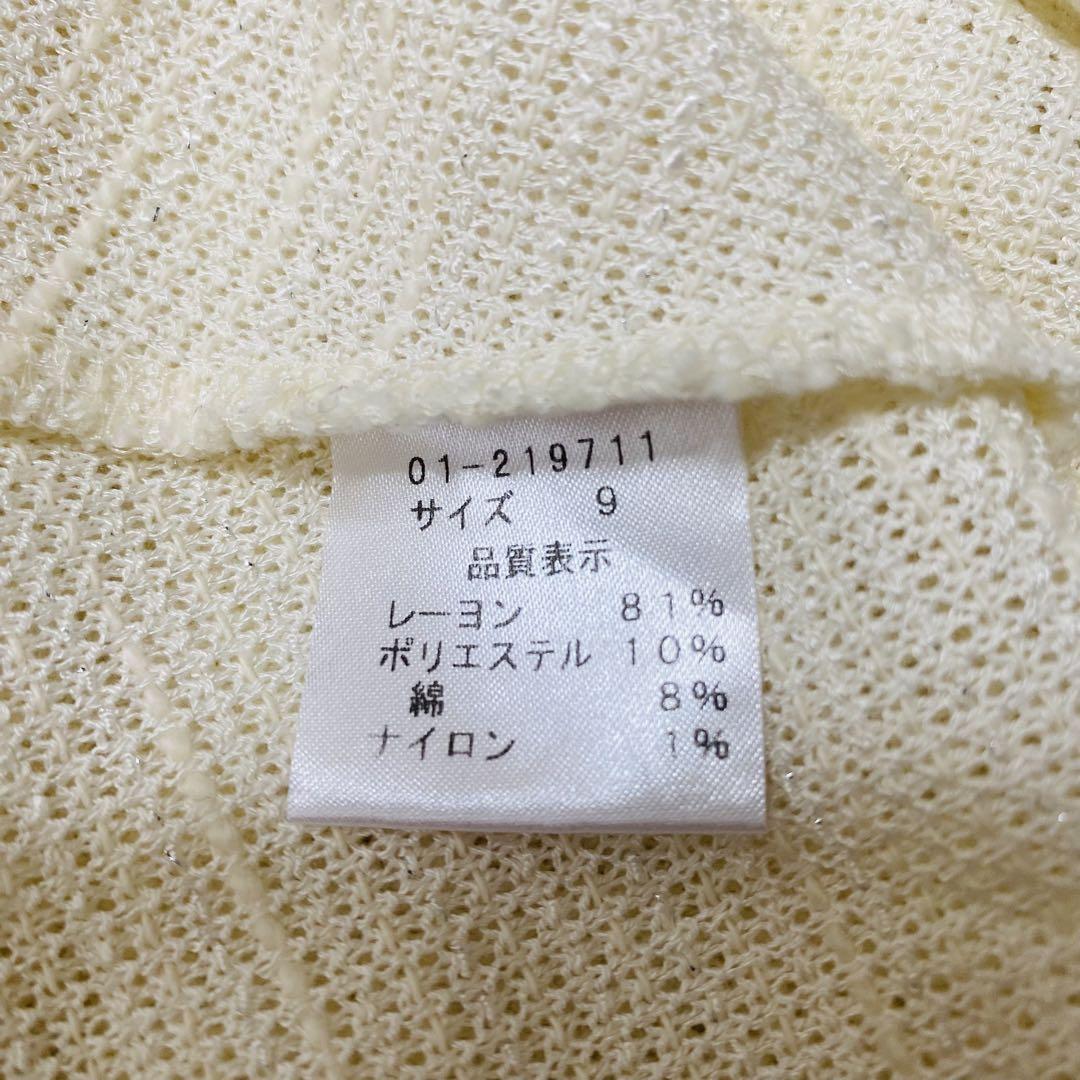 01-219711
サイズ 9
品質表示
レーヨン 81%
ポリエステル 10%
綿 8%
ナイロン 1%